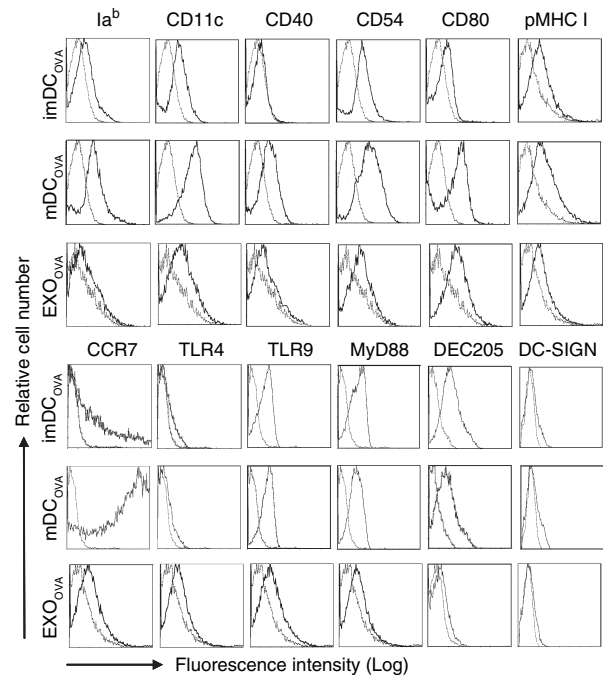 Iaᵇ CD11c CD40 CD54 CD80 pMHC I
imDC_OVA
mDC_OVA
EXO_OVA
CCR7 TLR4 TLR9 MyD88 DEC205 DC-SIGN
imDC_OVA
mDC_OVA
EXO_OVA
Relative cell number
Fluorescence intensity (Log)